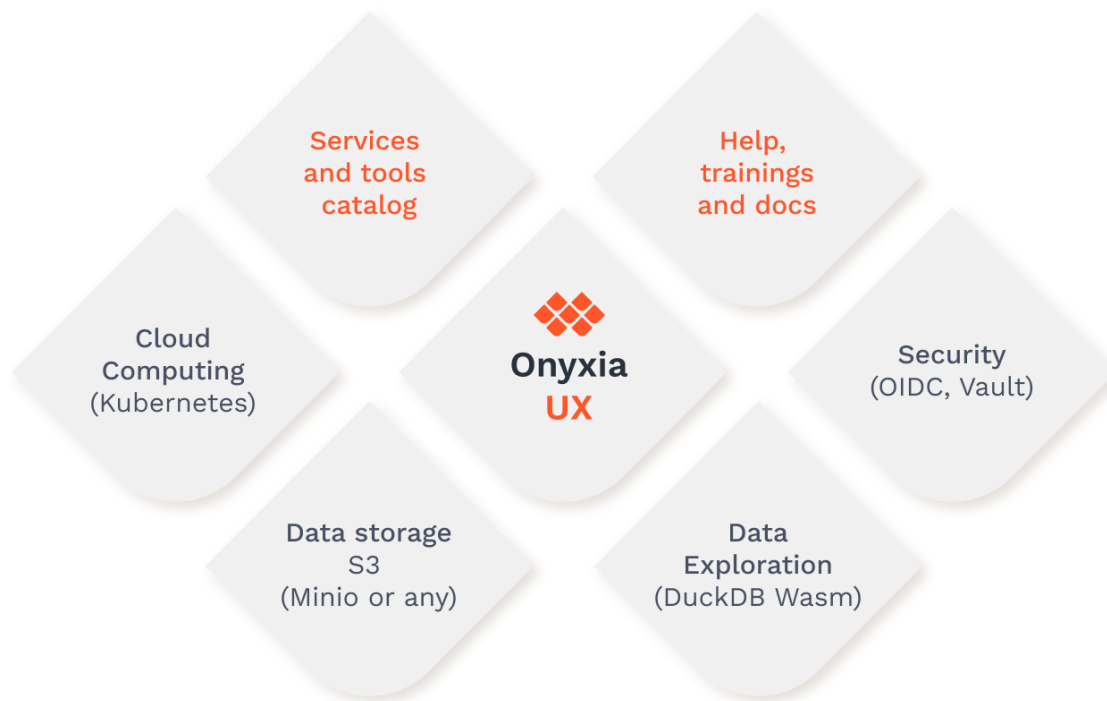 Services
and tools
catalog
Help,
trainings
and docs
Cloud
Computing
(Kubernetes)
Onyxia
UX
Security
(OIDC, Vault)
Data storage
S3
(Minio or any)
Data
Exploration
(DuckDB Wasm)